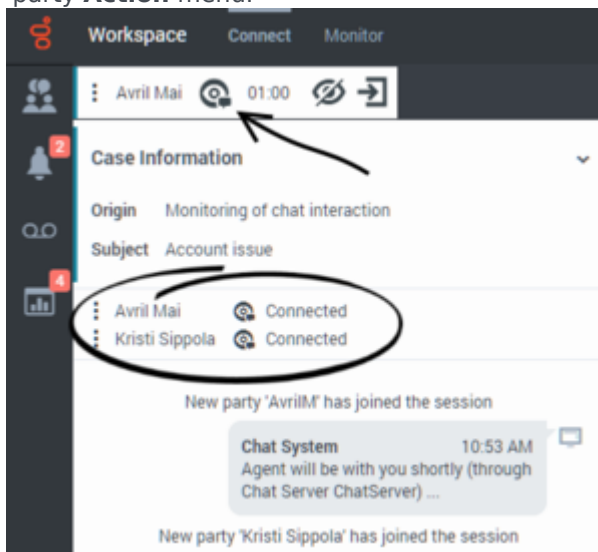 party Action menu.
Workspace Connect Monitor
Avril Mai 01:00
2
Case Information
Origin Monitoring of chat interaction
Subject Account issue
4
Avril Mai Connected
Kristi Sippola Connected
New party 'AvrilM' has joined the session
Chat System 10:53 AM
Agent will be with you shortly (through
Chat Server ChatServer) ...
New party 'Kristi Sippola' has joined the session